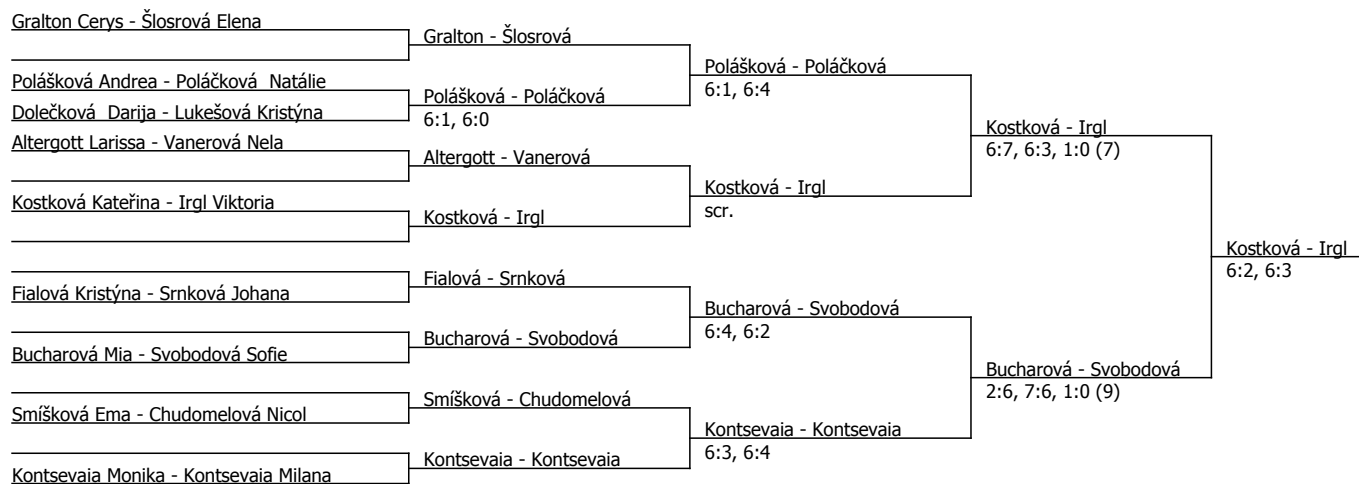 Gralton Cerys - Šlosrová Elena
Polášková Andrea - Poláčková  Natálie
Dolečková  Darija - Lukešová Kristýna
Altergott Larissa - Vanerová Nela
Kostková Kateřina - Irgl Viktoria
Fialová Kristýna - Srnková Johana
Bucharová Mia - Svobodová Sofie
Smíšková Ema - Chudomelová Nicol
Kontsevaia Monika - Kontsevaia Milana
Gralton - Šlosrová
Polášková - Poláčková
6:1, 6:0
Altergott - Vanerová
Kostková - Irgl
Fialová - Srnková
Bucharová - Svobodová
Smíšková - Chudomelová
Kontsevaia - Kontsevaia
Polášková - Poláčková
6:1, 6:4
Kostková - Irgl
scr.
Bucharová - Svobodová
6:4, 6:2
Kontsevaia - Kontsevaia
6:3, 6:4
Kostková - Irgl
6:7, 6:3, 1:0 (7)
Bucharová - Svobodová
2:6, 7:6, 1:0 (9)
Kostková - Irgl
6:2, 6:3